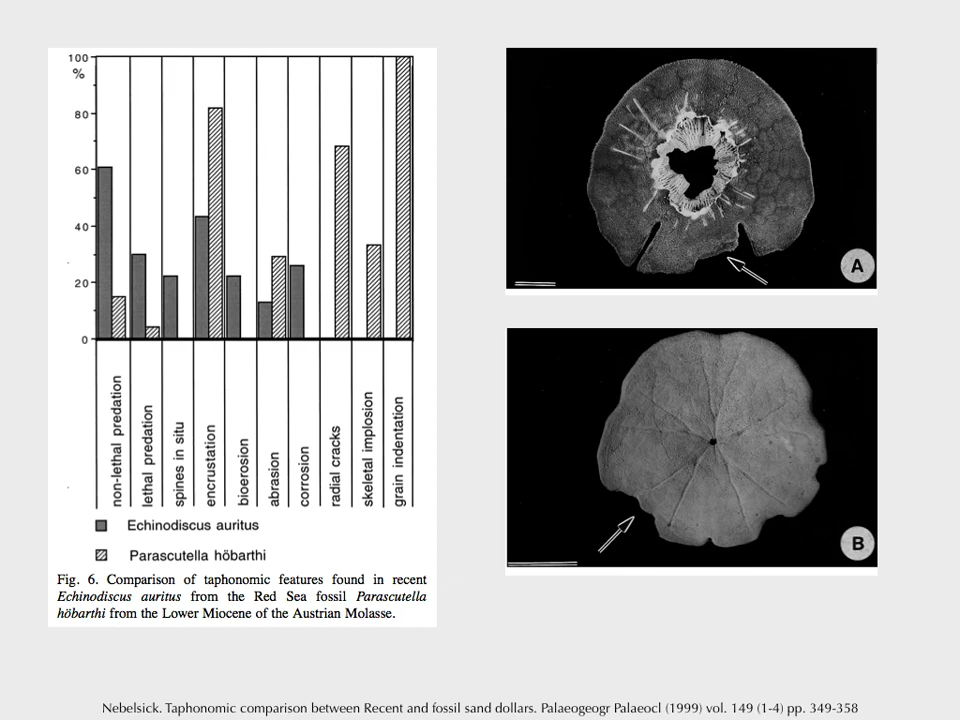 100
%
80
60
40
20
0
non-lethal predation
lethal predation
spines in situ
encrustation
bioerosion
abrasion
corrosion
radial cracks
skeletal implosion
grain indentation
Echinodiscus auritus
Parascutella höbarthi
Fig. 6. Comparison of taphonomic features found in recent
Echinodiscus auritus from the Red Sea fossil Parascutella
höbarthi from the Lower Miocene of the Austrian Molasse.
A
B
Nebelsick. Taphonomic comparison between Recent and fossil sand dollars. Palaeogeogr Palaeocl (1999) vol. 149 (1-4) pp. 349-358